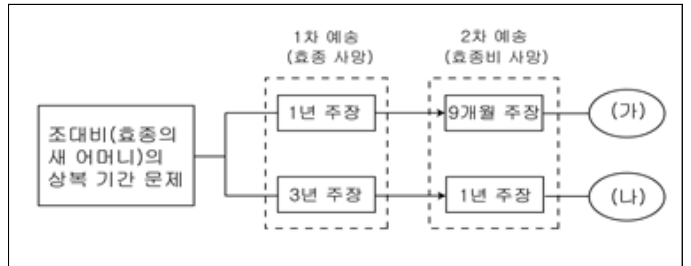 1차 예송
(효종 사망)
2차 예송
(효종비 사망)
조대비(효종의
새 어머니)의
상복 기간 문제
1년 주장
9개월 주장
(가)
3년 주장
1년 주장
(나)